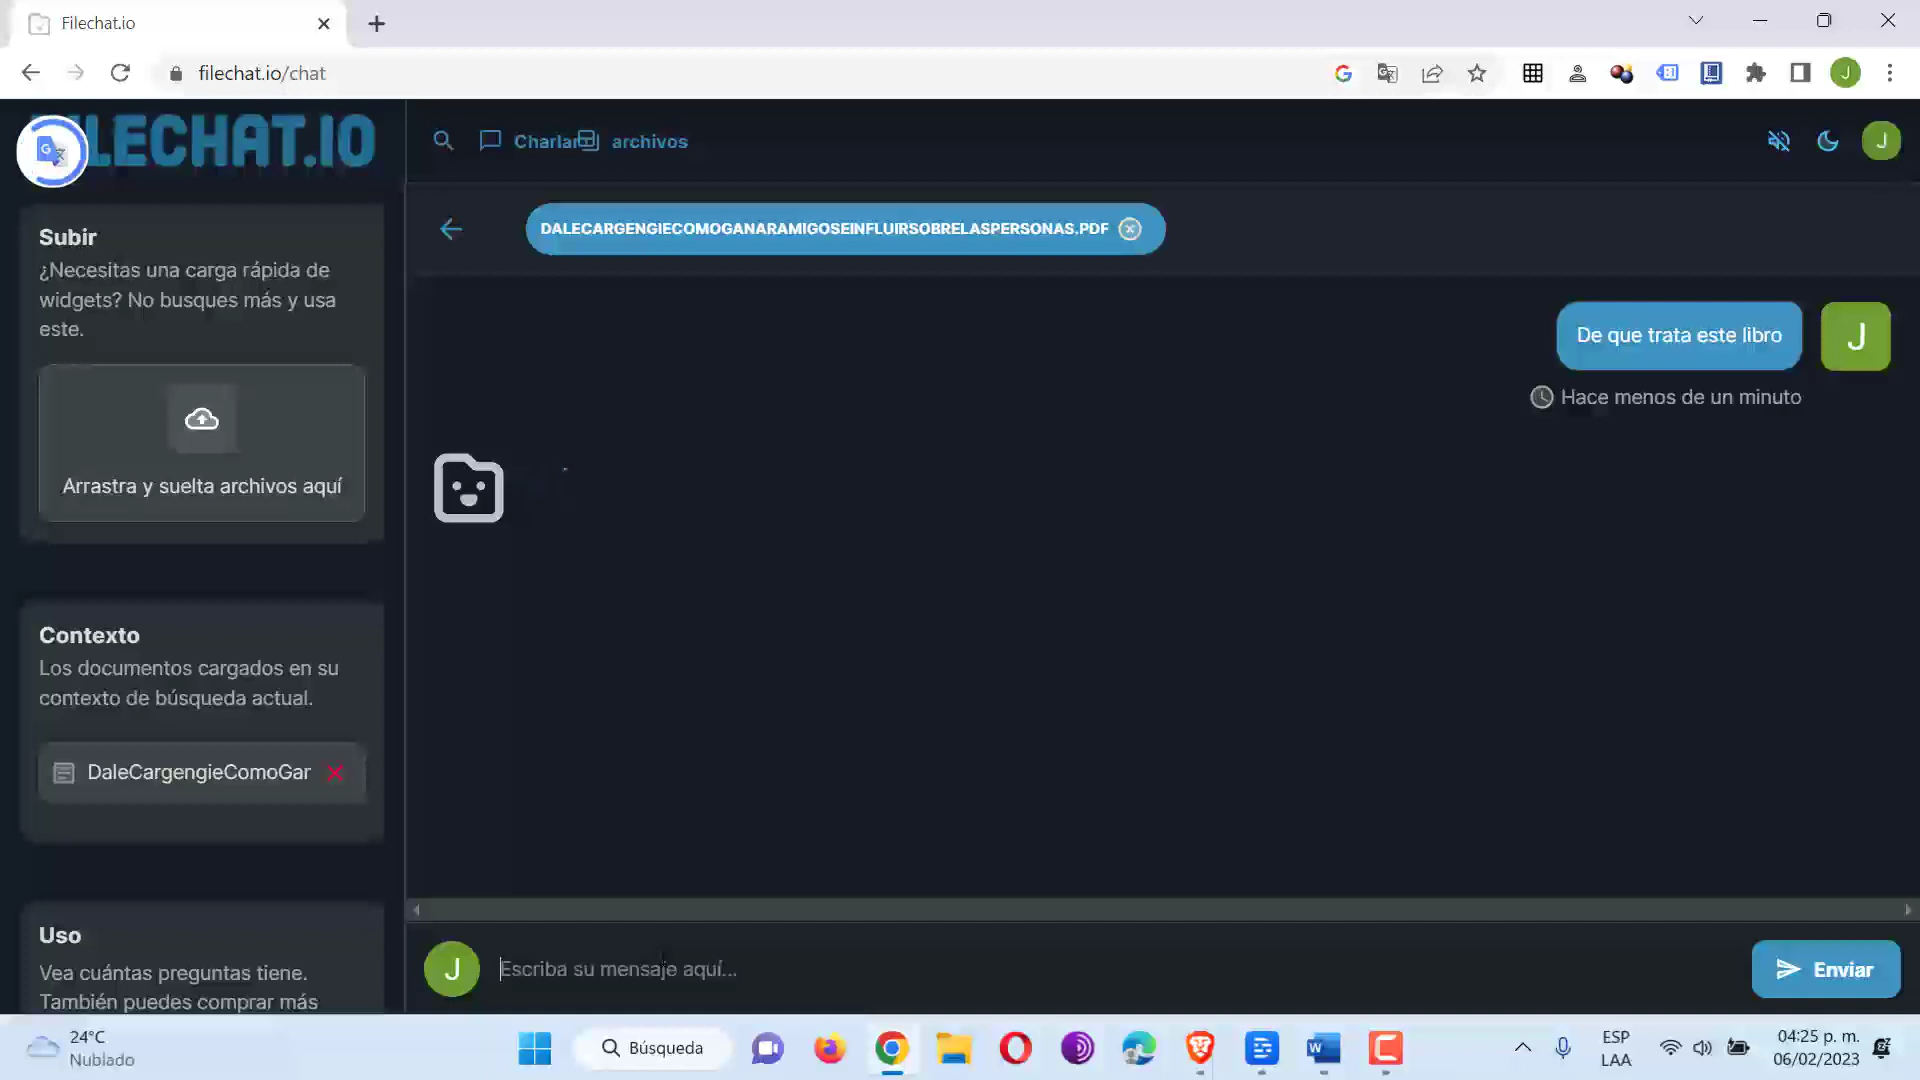 Filechat.io
filechat.io/chat
J
LECHAT.IO
Charlar archivos
J
DALECARGENGIECOMOGANARAMIGOSEINFLUIRSOBRELASPERSONAS.PDF
Subir
¿Necesitas una carga rápida de
widgets? No busques más y usa
este.
Arrastra y suelta archivos aquí
De que trata este libro
J
Hace menos de un minuto
Contexto
Los documentos cargados en su
contexto de búsqueda actual.
DaleCargengieComoGar
Uso
Vea cuántas preguntas tiene.
También puedes comprar más
J
Escriba su mensaje aquí...
Enviar
24°C
Nublado
Búsqueda
ESP
LAA
04:25 p. m.
06/02/2023